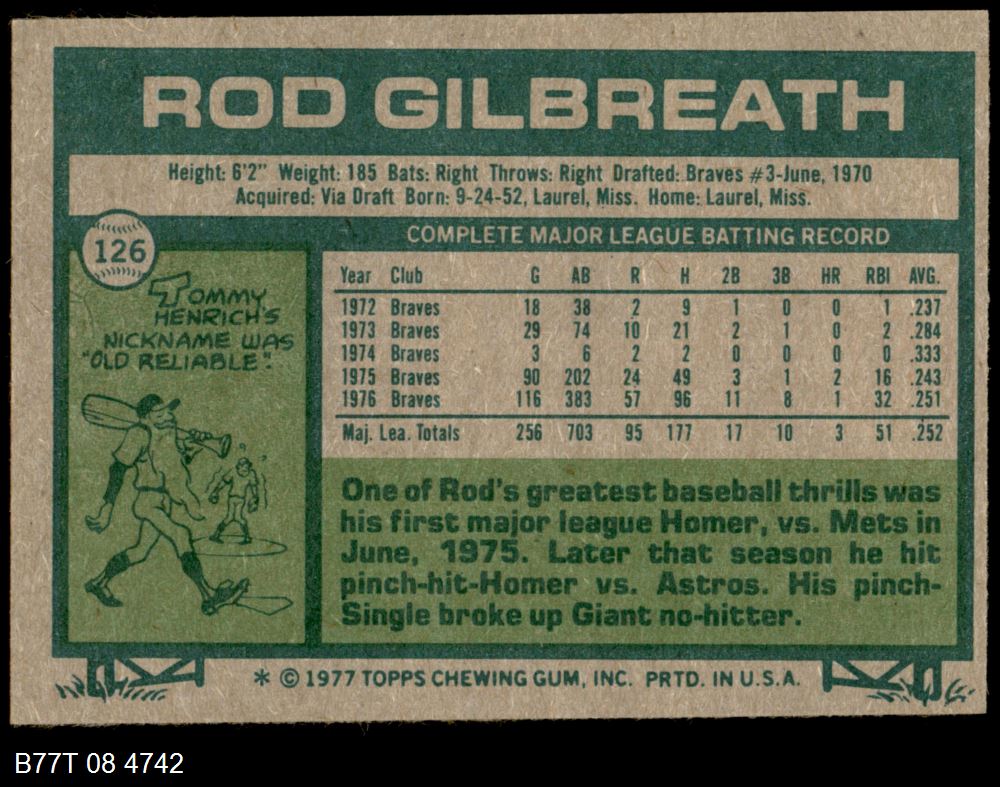 ROD GILBREATH
Height: 6'2" Weight: 185 Bats: Right Throws: Right Drafted: Braves #3-June, 1970
Acquired: Via Draft Born: 9-24-52, Laurel, Miss. Home: Laurel, Miss.
126
TOMMY
HENRICH'S
NICKNAME WAS
"OLD RELIABLE".
COMPLETE MAJOR LEAGUE BATTING RECORD
Year Club G AB R H 2B 3B HR RBI AVG.
1972 Braves 18 38 2 9 1 0 0 1 .237
1973 Braves 29 74 10 21 2 1 0 2 .284
1974 Braves 3 6 2 2 0 0 0 0 .333
1975 Braves 90 202 24 49 3 1 2 16 .243
1976 Braves 116 383 57 96 11 8 1 32 .251
Maj. Lea. Totals 256 703 95 177 17 10 3 51 .252
One of Rod's greatest baseball thrills was
his first major league Homer, vs. Mets in
June, 1975. Later that season he hit
pinch-hit-Homer vs. Astros. His pinch-
Single broke up Giant no-hitter.
* © 1977 TOPPS CHEWING GUM, INC. PRTD. IN U.S.A.
B77T 08 4742